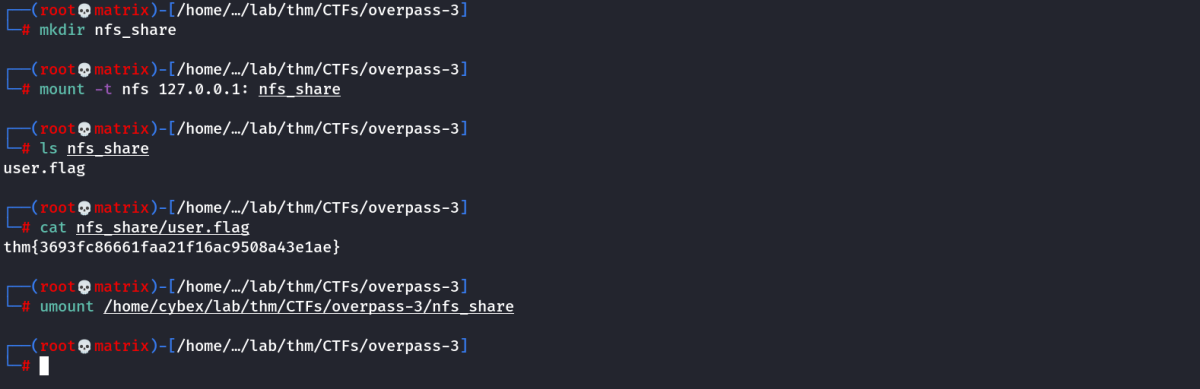 ┌──(root💀matrix)-[/home/…/lab/thm/CTFs/overpass-3]
└─# mkdir nfs_share
┌──(root💀matrix)-[/home/…/lab/thm/CTFs/overpass-3]
└─# mount -t nfs 127.0.0.1: nfs_share
┌──(root💀matrix)-[/home/…/lab/thm/CTFs/overpass-3]
└─# ls nfs_share
user.flag
┌──(root💀matrix)-[/home/…/lab/thm/CTFs/overpass-3]
└─# cat nfs_share/user.flag
thm{3693fc86661faa21f16ac9508a43e1ae}
┌──(root💀matrix)-[/home/…/lab/thm/CTFs/overpass-3]
└─# umount /home/cybex/lab/thm/CTFs/overpass-3/nfs_share
┌──(root💀matrix)-[/home/…/lab/thm/CTFs/overpass-3]
└─#